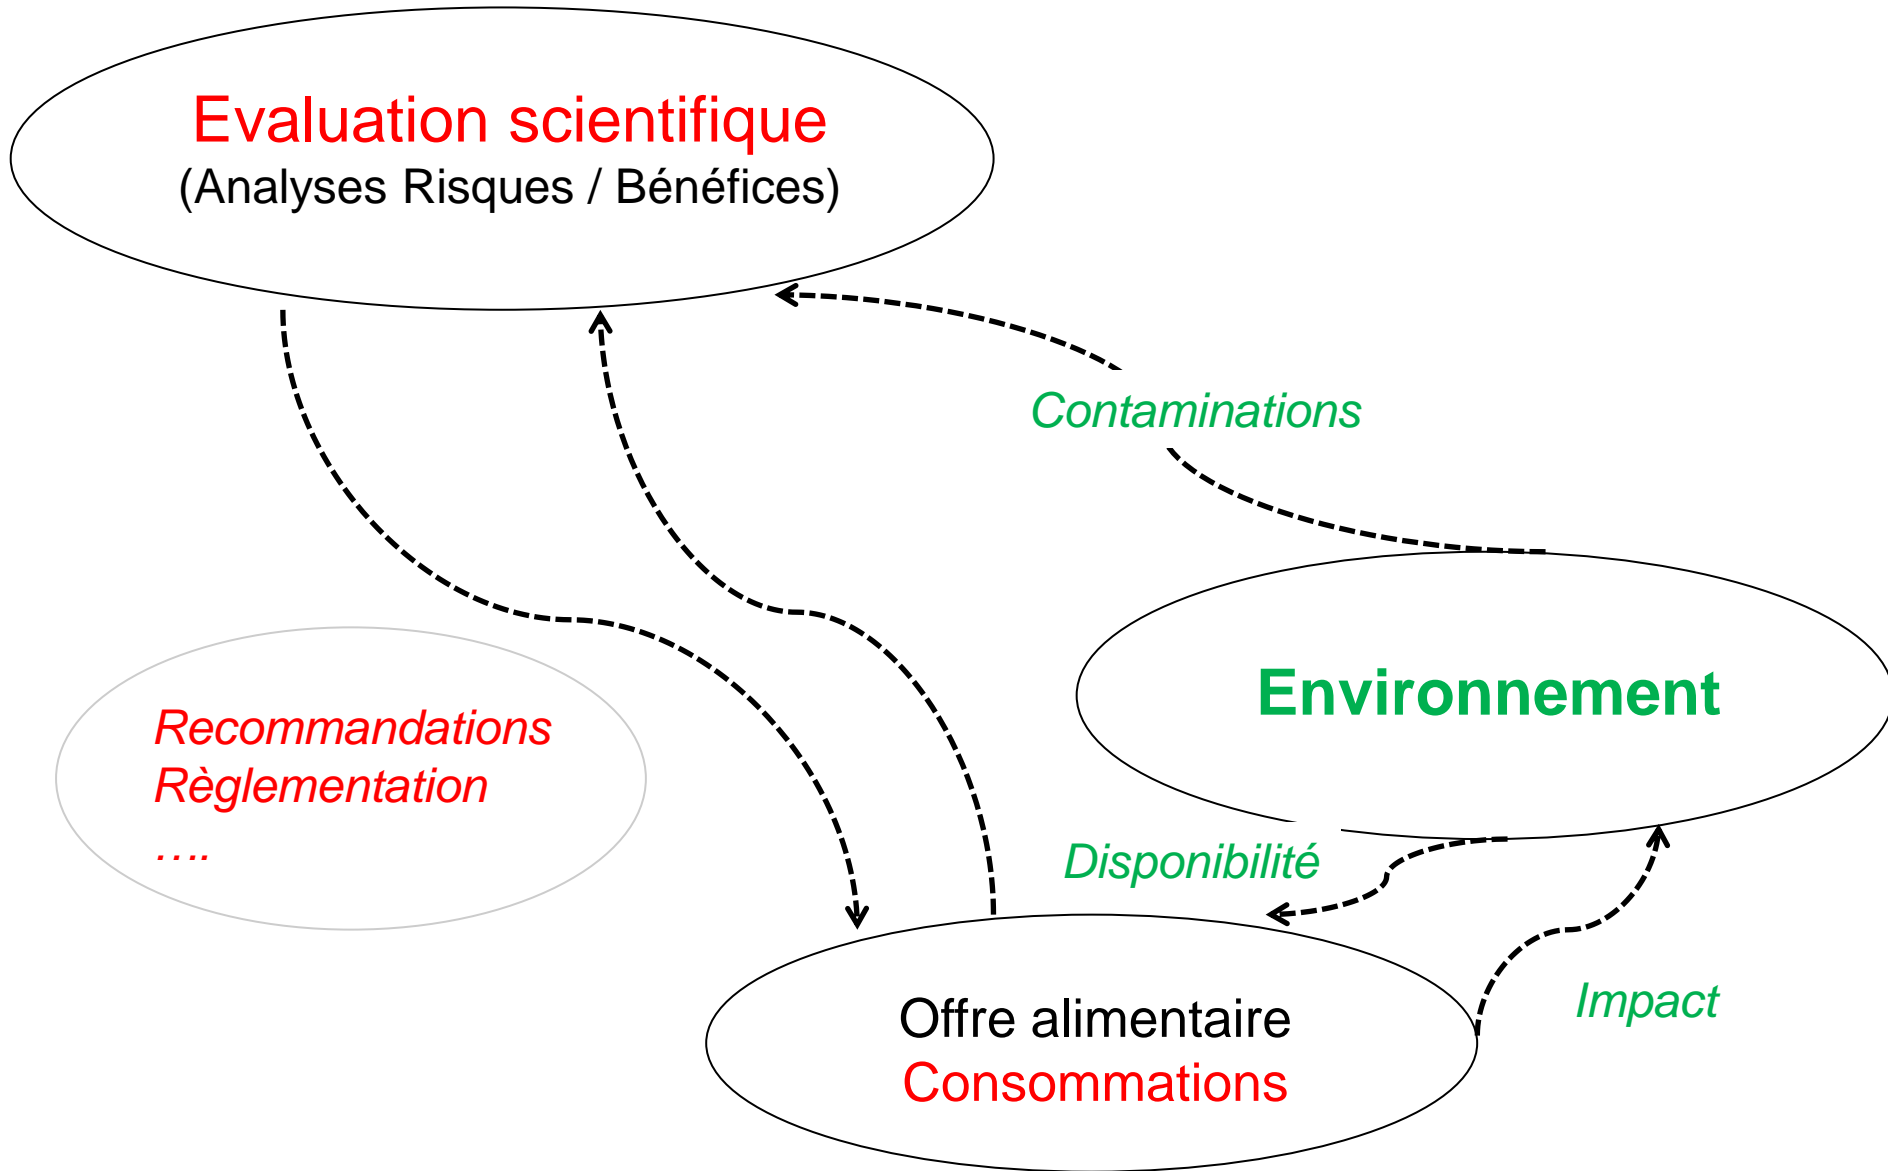 Evaluation scientifique
(Analyses Risques / Bénéfices)
Contaminations
Environnement
Recommandations
Règlementation
….
Disponibilité
Impact
Offre alimentaire
Consommations